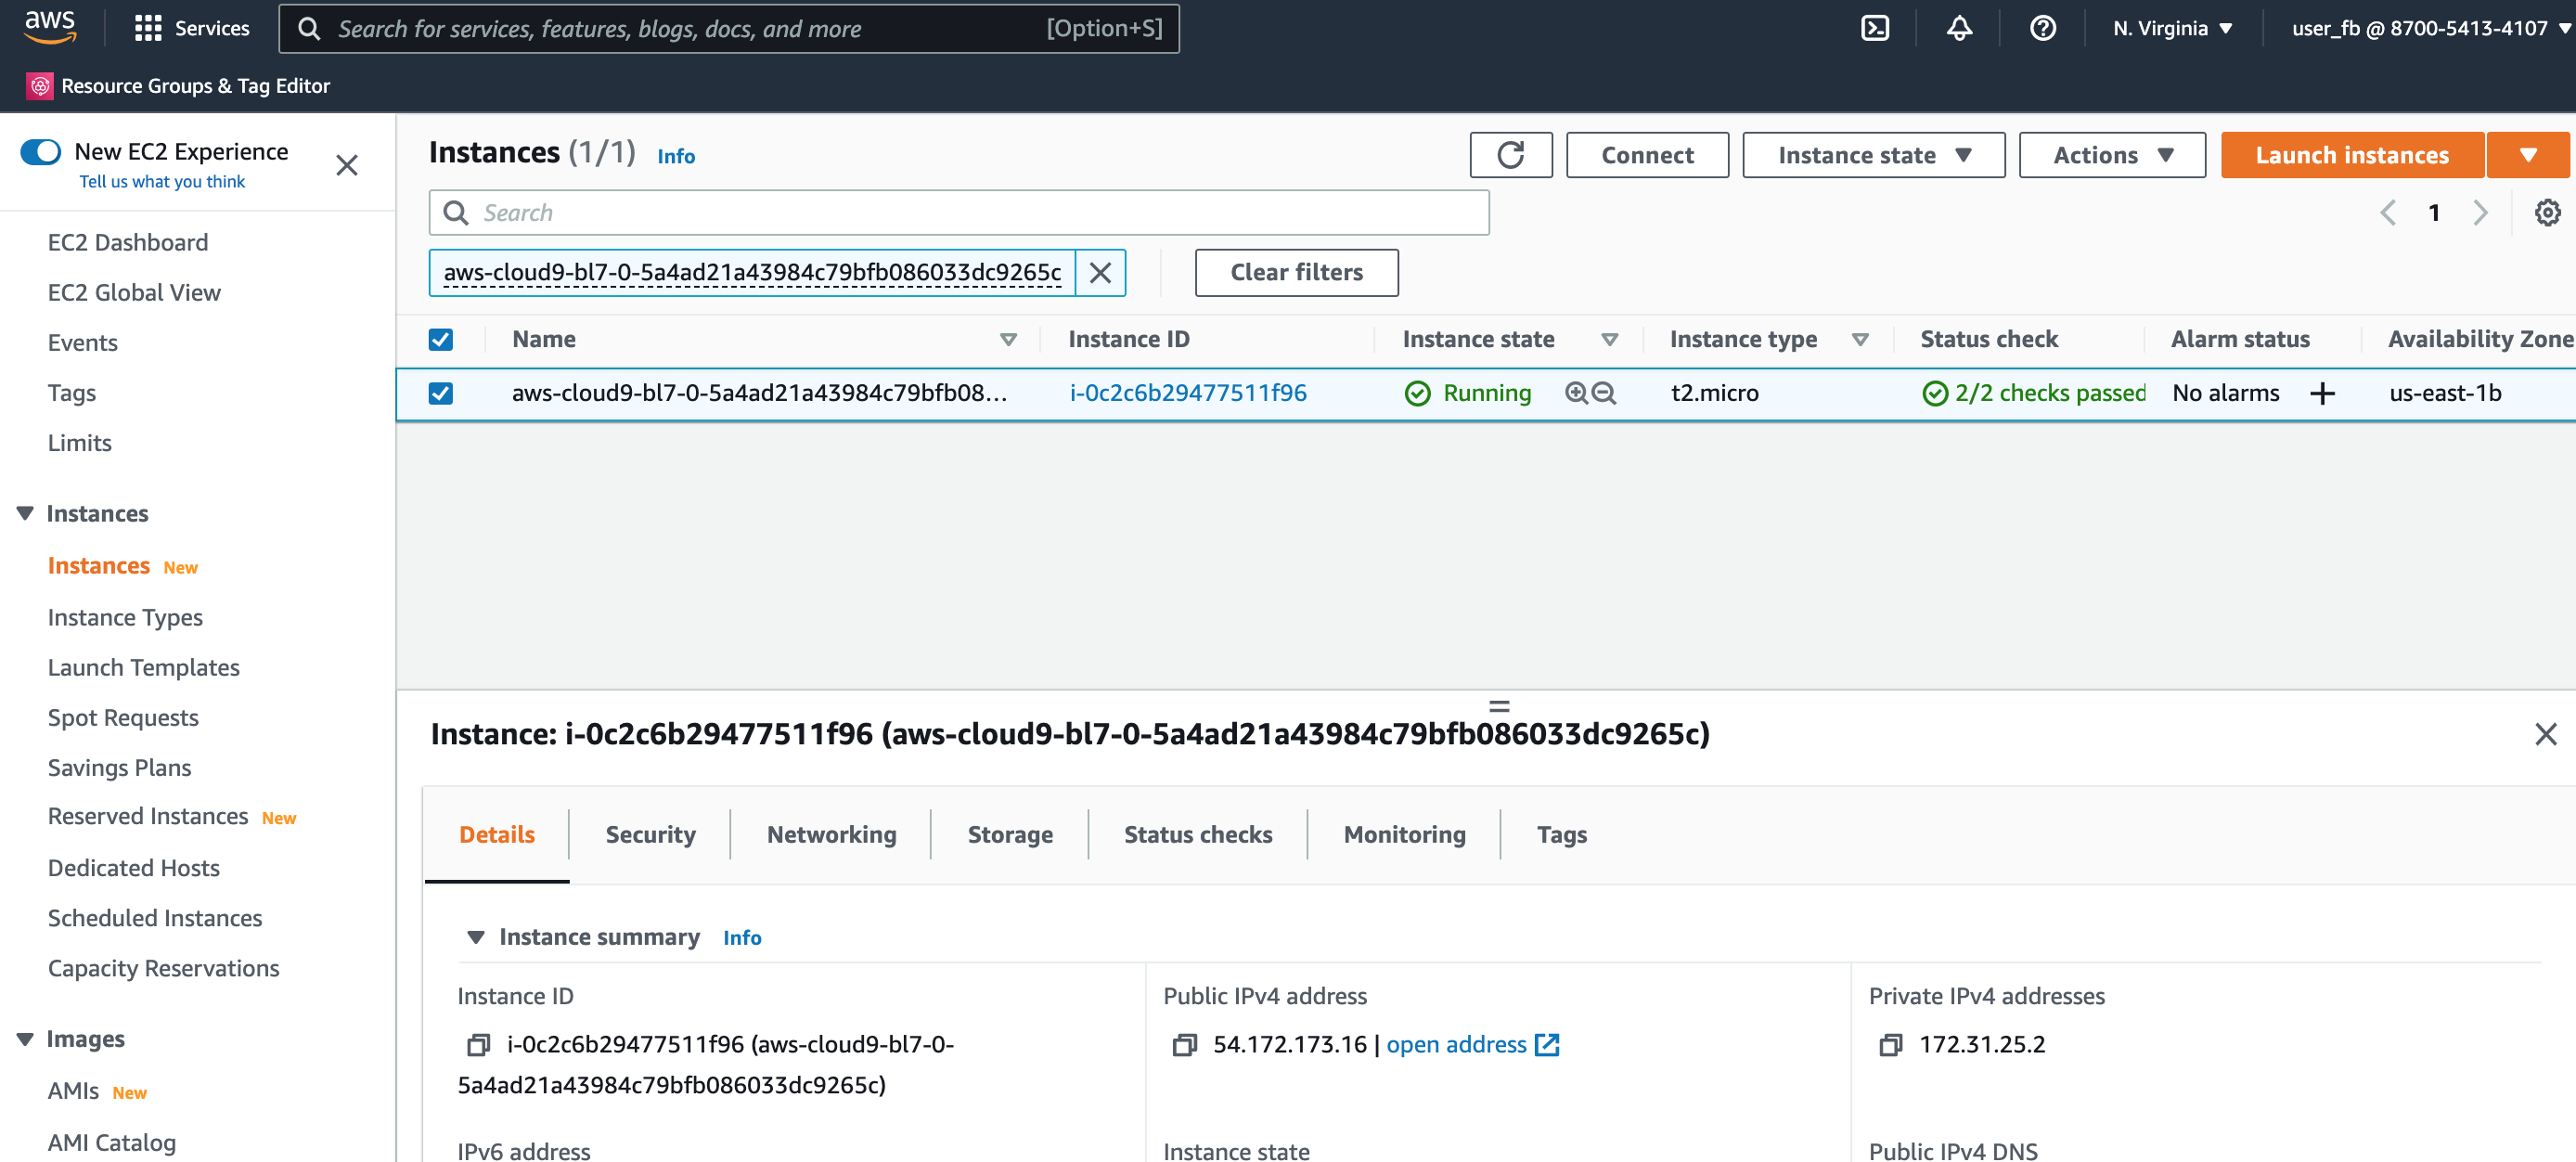 aws
Services
Search for services, features, blogs, docs, and more [Option+S]
N. Virginia
user_fb @ 8700-5413-4107
Resource Groups & Tag Editor
New EC2 Experience
Tell us what you think
EC2 Dashboard
EC2 Global View
Events
Tags
Limits
Instances
Instances New
Instance Types
Launch Templates
Spot Requests
Savings Plans
Reserved Instances New
Dedicated Hosts
Scheduled Instances
Capacity Reservations
Images
AMIs New
AMI Catalog
Instances (1/1) Info
Connect
Instance state
Actions
Launch instances
Search
1
aws-cloud9-bl7-0-5a4ad21a43984c79bfb086033dc9265c
Clear filters
Name Instance ID Instance state Instance type Status check Alarm status Availability Zone
aws-cloud9-bl7-0-5a4ad21a43984c79bfb08... i-0c2c6b29477511f96 Running t2.micro 2/2 checks passed No alarms + us-east-1b
Instance: i-0c2c6b29477511f96 (aws-cloud9-bl7-0-5a4ad21a43984c79bfb086033dc9265c)
Details Security Networking Storage Status checks Monitoring Tags
Instance summary Info
Instance ID
i-0c2c6b29477511f96 (aws-cloud9-bl7-0-
5a4ad21a43984c79bfb086033dc9265c)
Public IPv4 address
54.172.173.16 | open address
Private IPv4 addresses
172.31.25.2
IPv6 address
Instance state
Public IPv4 DNS